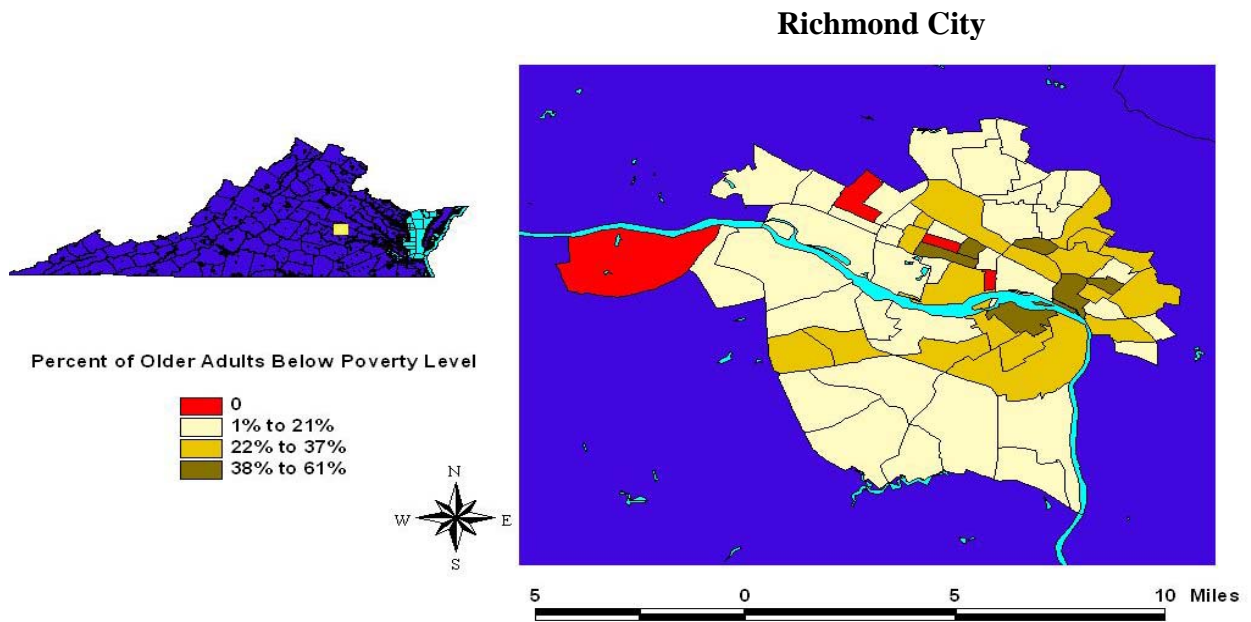 Richmond City
Percent of Older Adults Below Poverty Level
0
1% to 21%
22% to 37%
38% to 61%
N
W E
S
5 0 5 10 Miles